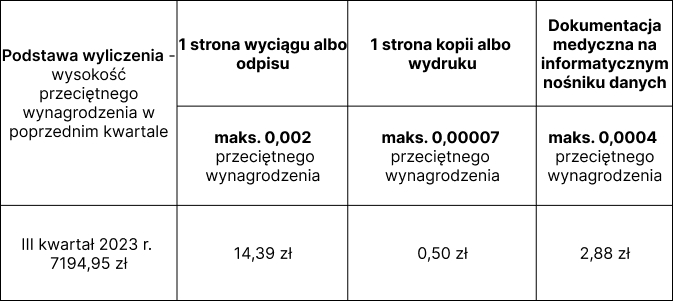 Podstawa wyliczenia -
wysokość
przeciętnego
wynagrodzenia w
poprzednim kwartale
1 strona wyciągu albo
odpisu
1 strona kopii albo
wydruku
Dokumentacja
medyczna na
informatycznym
nośniku danych
maks. 0,002
przeciętnego
wynagrodzenia
maks. 0,00007
przeciętnego
wynagrodzenia
maks. 0,0004
przeciętnego
wynagrodzenia
III kwartał 2023 r.
7194,95 zł
14,39 zł
0,50 zł
2,88 zł